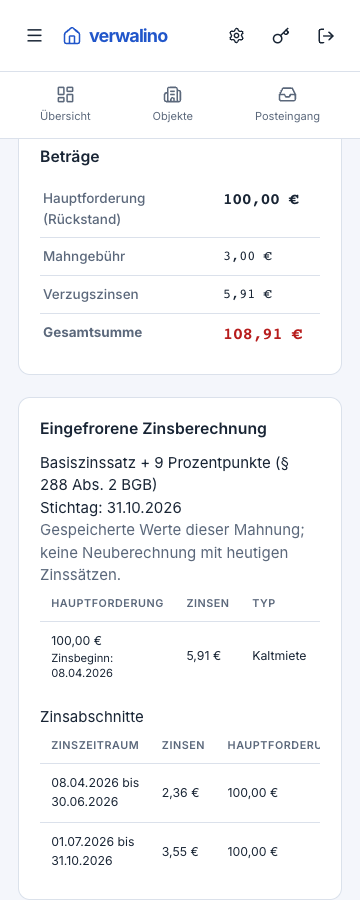 verwalino
Übersicht
Objekte
Posteingang
Beträge
Hauptforderung
(Rückstand)
100,00 €
Mahngebühr
3,00 €
Verzugszinsen
5,91 €
Gesamtsumme
108,91 €
Eingefrorene Zinsberechnung
Basiszinssatz + 9 Prozentpunkte (§
288 Abs. 2 BGB)
Stichtag: 31.10.2026
Gespeicherte Werte dieser Mahnung;
keine Neuberechnung mit heutigen
Zinssätzen.
HAUPTFORDERUNG ZINSEN TYP
100,00 €
Zinsbeginn:
08.04.2026
5,91 € Kaltmiete
Zinsabschnitte
ZINSZEITRAUM ZINSEN HAUPTFORDERU
08.04.2026 bis
30.06.2026
2,36 € 100,00 €
01.07.2026 bis
31.10.2026
3,55 € 100,00 €